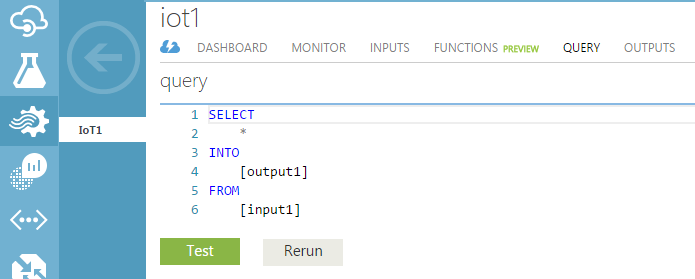 iot1
DASHBOARD MONITOR INPUTS FUNCTIONS PREVIEW QUERY OUTPUTS
query
IoT1
1 SELECT
2 *
3 INTO
4 [output1]
5 FROM
6 [input1]
Test Rerun